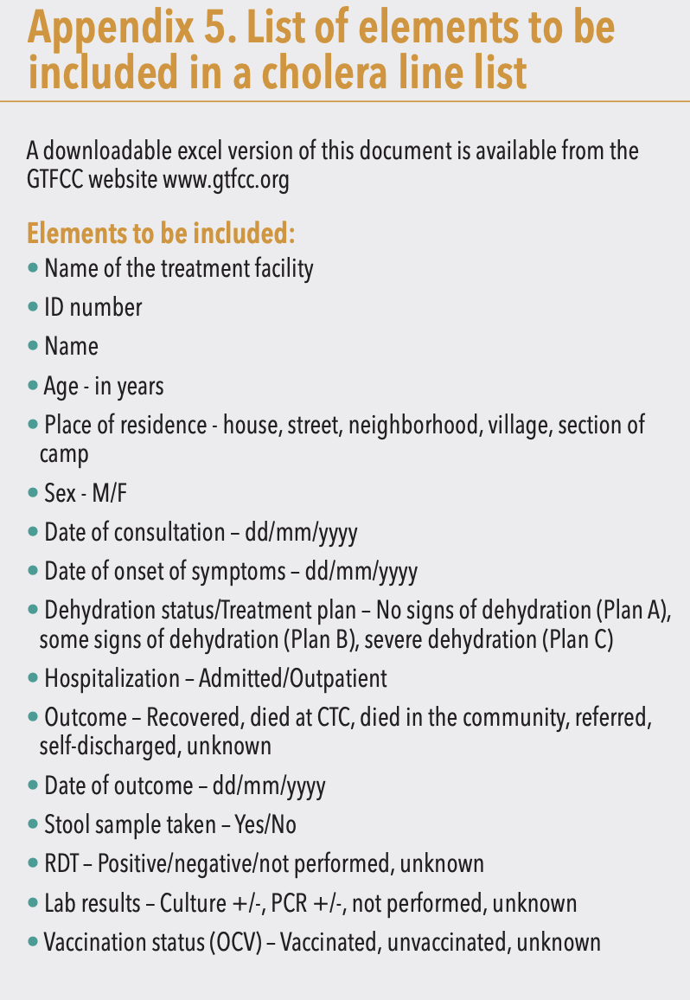 Appendix 5. List of elements to be
included in a cholera line list
A downloadable excel version of this document is available from the
GTFCC website www.gtfcc.org
Elements to be included:
• Name of the treatment facility
• ID number
• Name
• Age - in years
• Place of residence - house, street, neighborhood, village, section of
camp
• Sex - M/F
• Date of consultation – dd/mm/yyyy
• Date of onset of symptoms – dd/mm/yyyy
• Dehydration status/Treatment plan – No signs of dehydration (Plan A),
some signs of dehydration (Plan B), severe dehydration (Plan C)
• Hospitalization – Admitted/Outpatient
• Outcome – Recovered, died at CTC, died in the community, referred,
self-discharged, unknown
• Date of outcome – dd/mm/yyyy
• Stool sample taken – Yes/No
• RDT – Positive/negative/not performed, unknown
• Lab results – Culture +/-, PCR +/-, not performed, unknown
• Vaccination status (OCV) – Vaccinated, unvaccinated, unknown